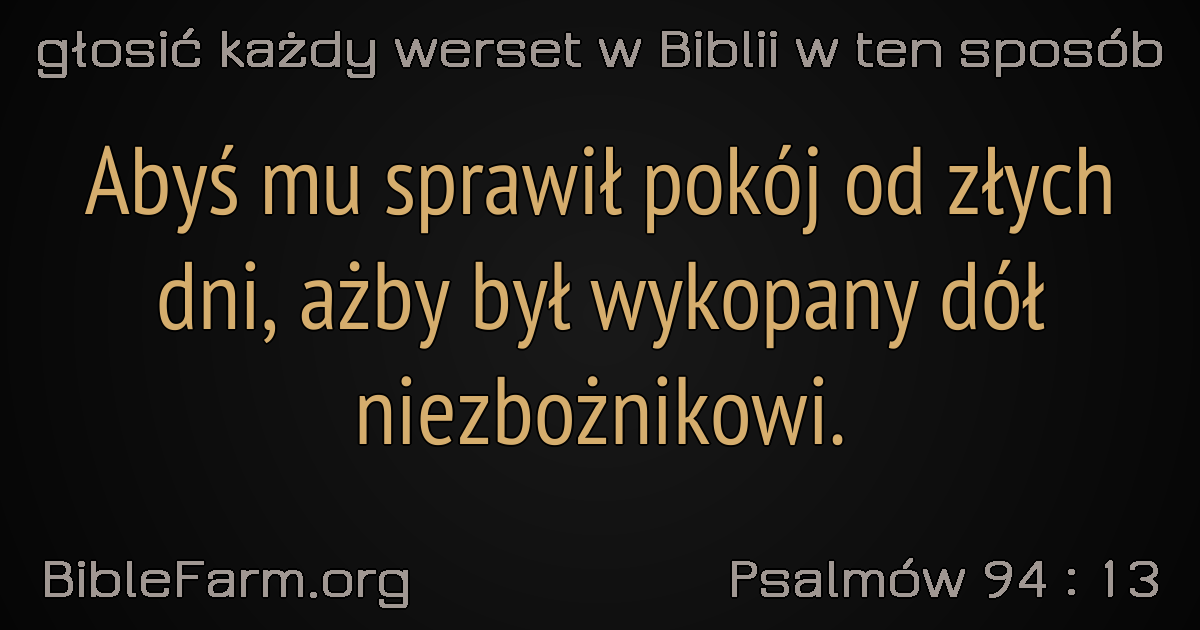 głosić każdy werset w Biblii w ten sposób
Abyś mu sprawił pokój od złych
dni, ażby był wykopany dół
niezbożnikowi.
BibleFarm.org
Psalmów 94 : 13